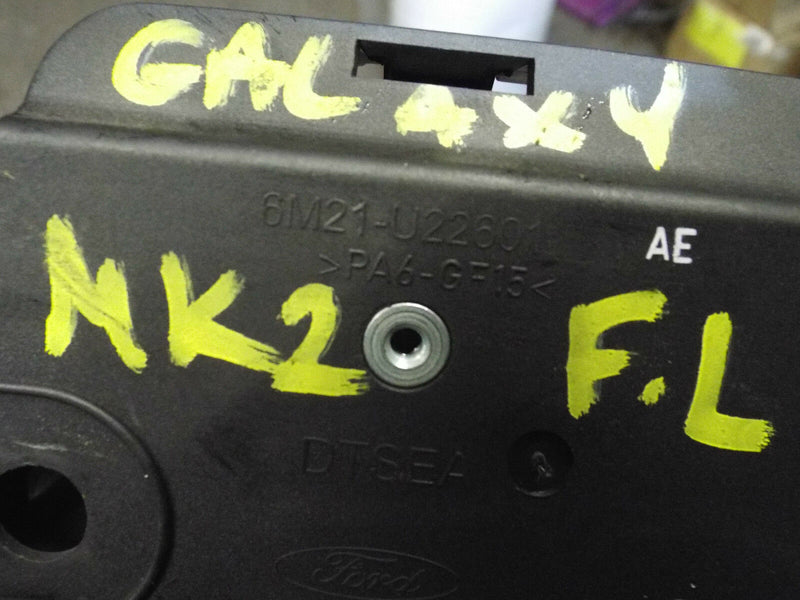 GALAXY
6M21-U22601
AE
>PA6-GF15<
MK2 F.L
DTSEA
Ford